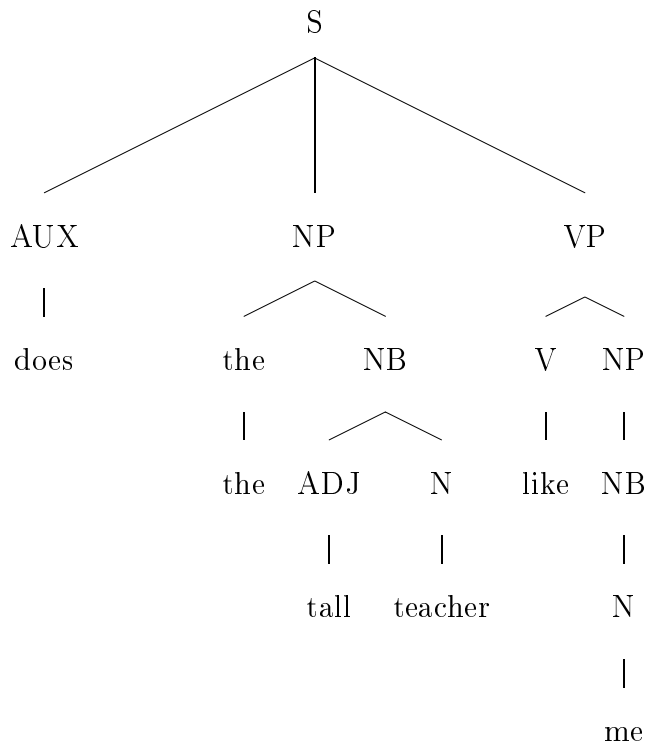 S
AUX NP VP
does the NB V NP
the ADJ N like NB
tall teacher N
me